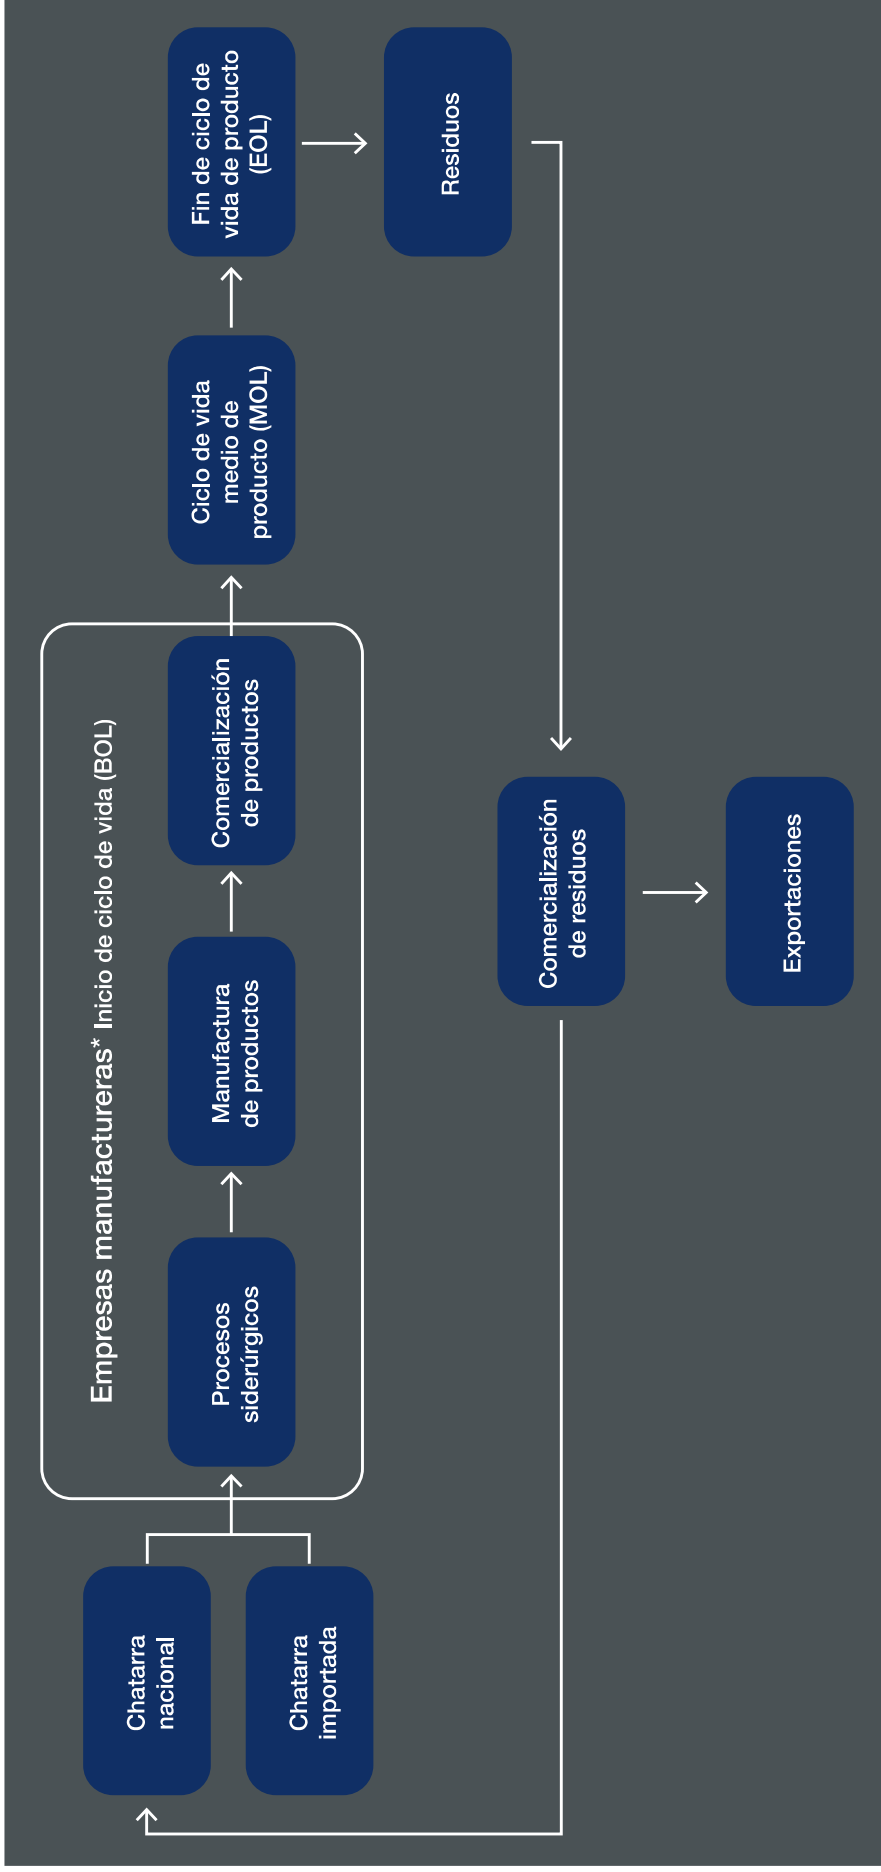 Empresas manufactureras* Inicio de ciclo de vida (BOL)
Chatarra
nacional
Chatarra
importada
Procesos
siderúrgicos
Manufactura
de productos
Comercialización
de productos
Ciclo de vida
medio de
producto (MOL)
Fin de ciclo de
vida de producto
(EOL)
Residuos
Comercialización
de residuos
Exportaciones